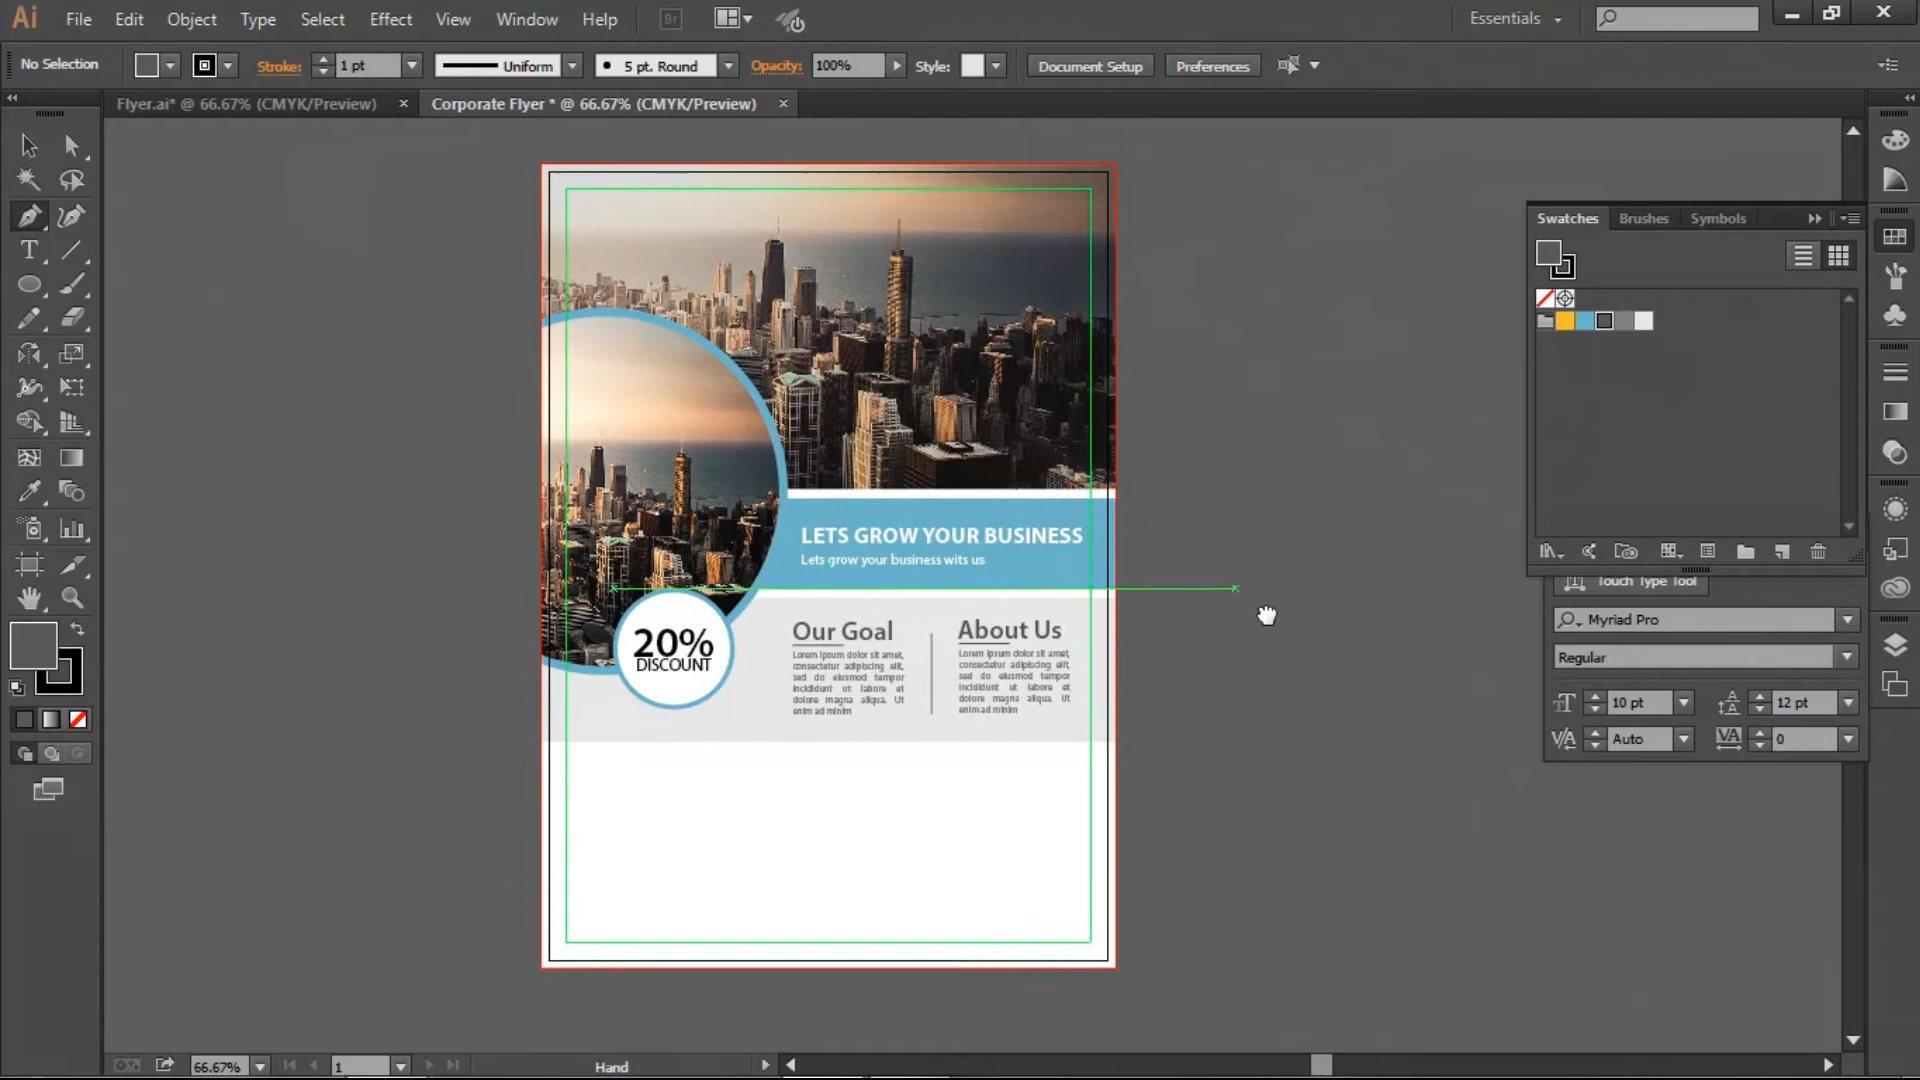 Ai File Edit Object Type Select Effect View Window Help Br Essentials
No Selection Stroke: 1 pt Uniform 5 pt. Round Opacity: 100% Style: Document Setup Preferences
Flyer.ai* @ 66.67% (CMYK/Preview) × Corporate Flyer * @ 66.67% (CMYK/Preview) ×
Swatches Brushes Symbols
LETS GROW YOUR BUSINESS
Lets grow your business wits us
Touch Type Tool
Myriad Pro
Regular
10 pt 12 pt
Auto 0
20%
DISCOUNT
Our Goal
Lorem ipsum dolor sit amet,
consectetur adipiscing elit,
sed do eiusmod tempor
incididunt ut labore et
dolore magna aliqua. Ut
enim ad minim
About Us
Lorem ipsum dolor sit amet,
consectetur adipiscing elit,
sed do eiusmod tempor
incididunt ut labore et
dolore magna aliqua. Ut
enim ad minim
66.67% 1 Hand